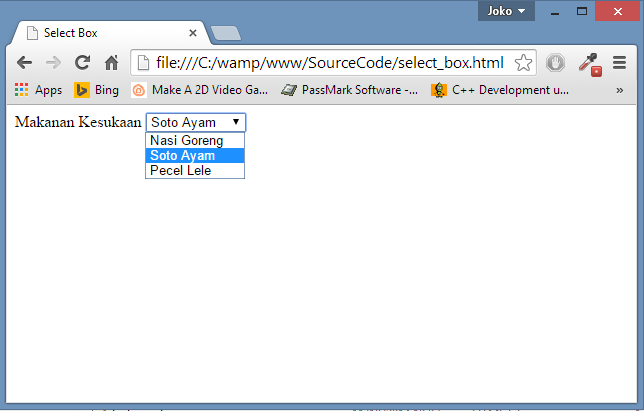 Joko
Select Box
file:///C:/wamp/www/SourceCode/select_box.html
Apps Bing Make A 2D Video Ga... PassMark Software -... C++ Development u... »
Makanan Kesukaan Soto Ayam
Nasi Goreng
Soto Ayam
Pecel Lele